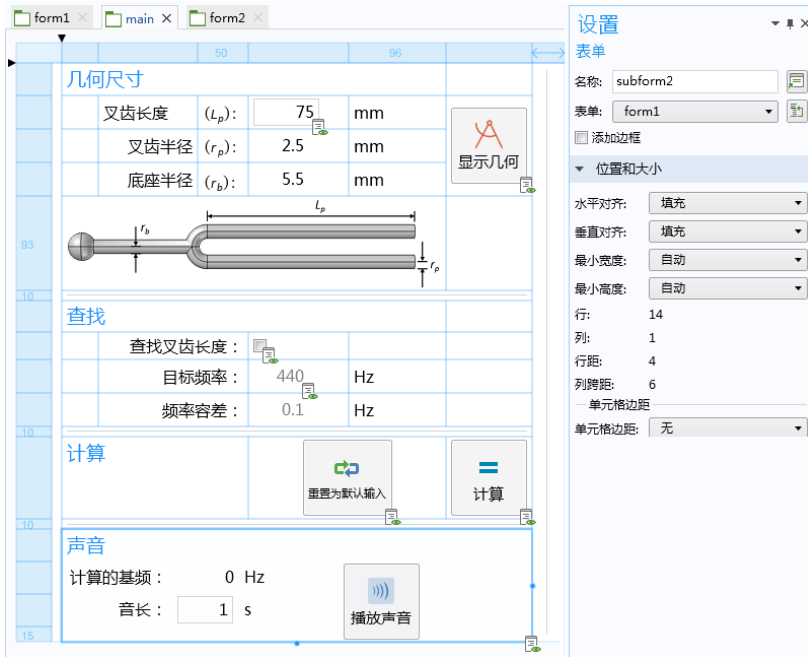 form1 × main × form2 ×
50 96
几何尺寸
叉齿长度 (Lp): 75 mm
叉齿半径 (rp): 2.5 mm
底座半径 (rb): 5.5 mm
显示几何
Lp
rb
93
rp
10
查找
查找叉齿长度：
目标频率： 440 Hz
频率容差： 0.1 Hz
10
计算
重置为默认输入
计算
10
声音
计算的基频： 0 Hz
音长： 1 s
播放声音
15
设置
表单
名称: subform2
表单: form1
添加边框
位置和大小
水平对齐: 填充
垂直对齐: 填充
最小宽度: 自动
最小高度: 自动
行: 14
列: 1
行距: 4
列跨距: 6
单元格边距
单元格边距: 无